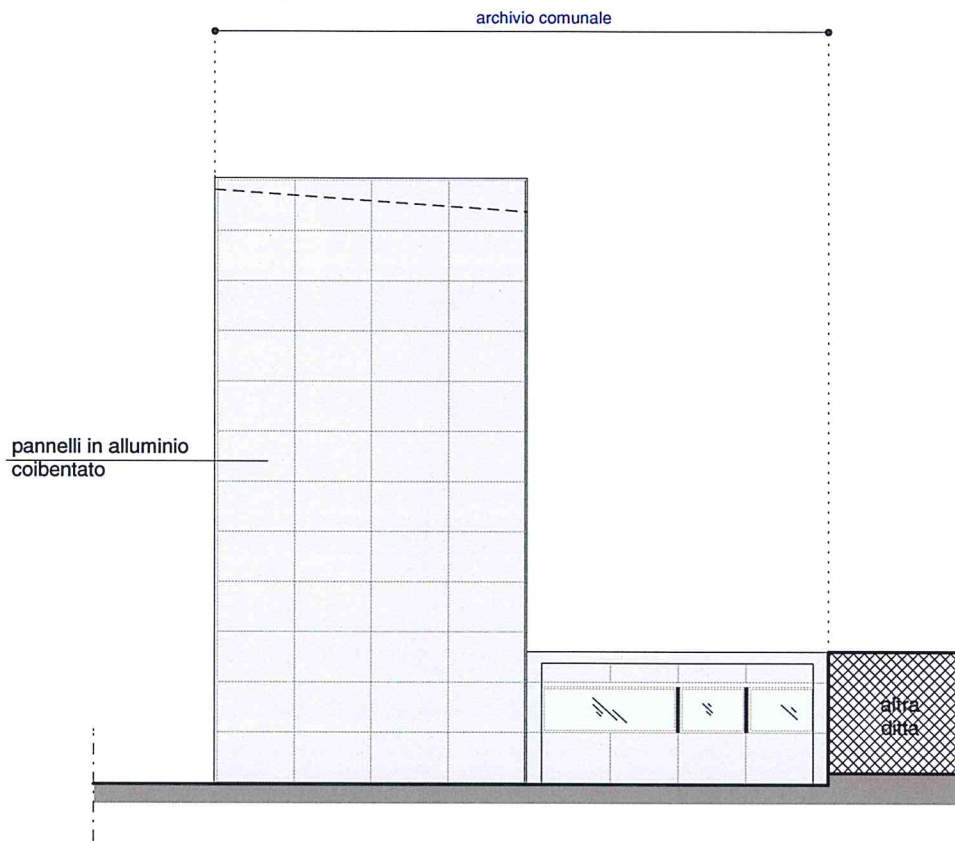 archivio comunale
pannelli in alluminio
coibentato
altra
ditta